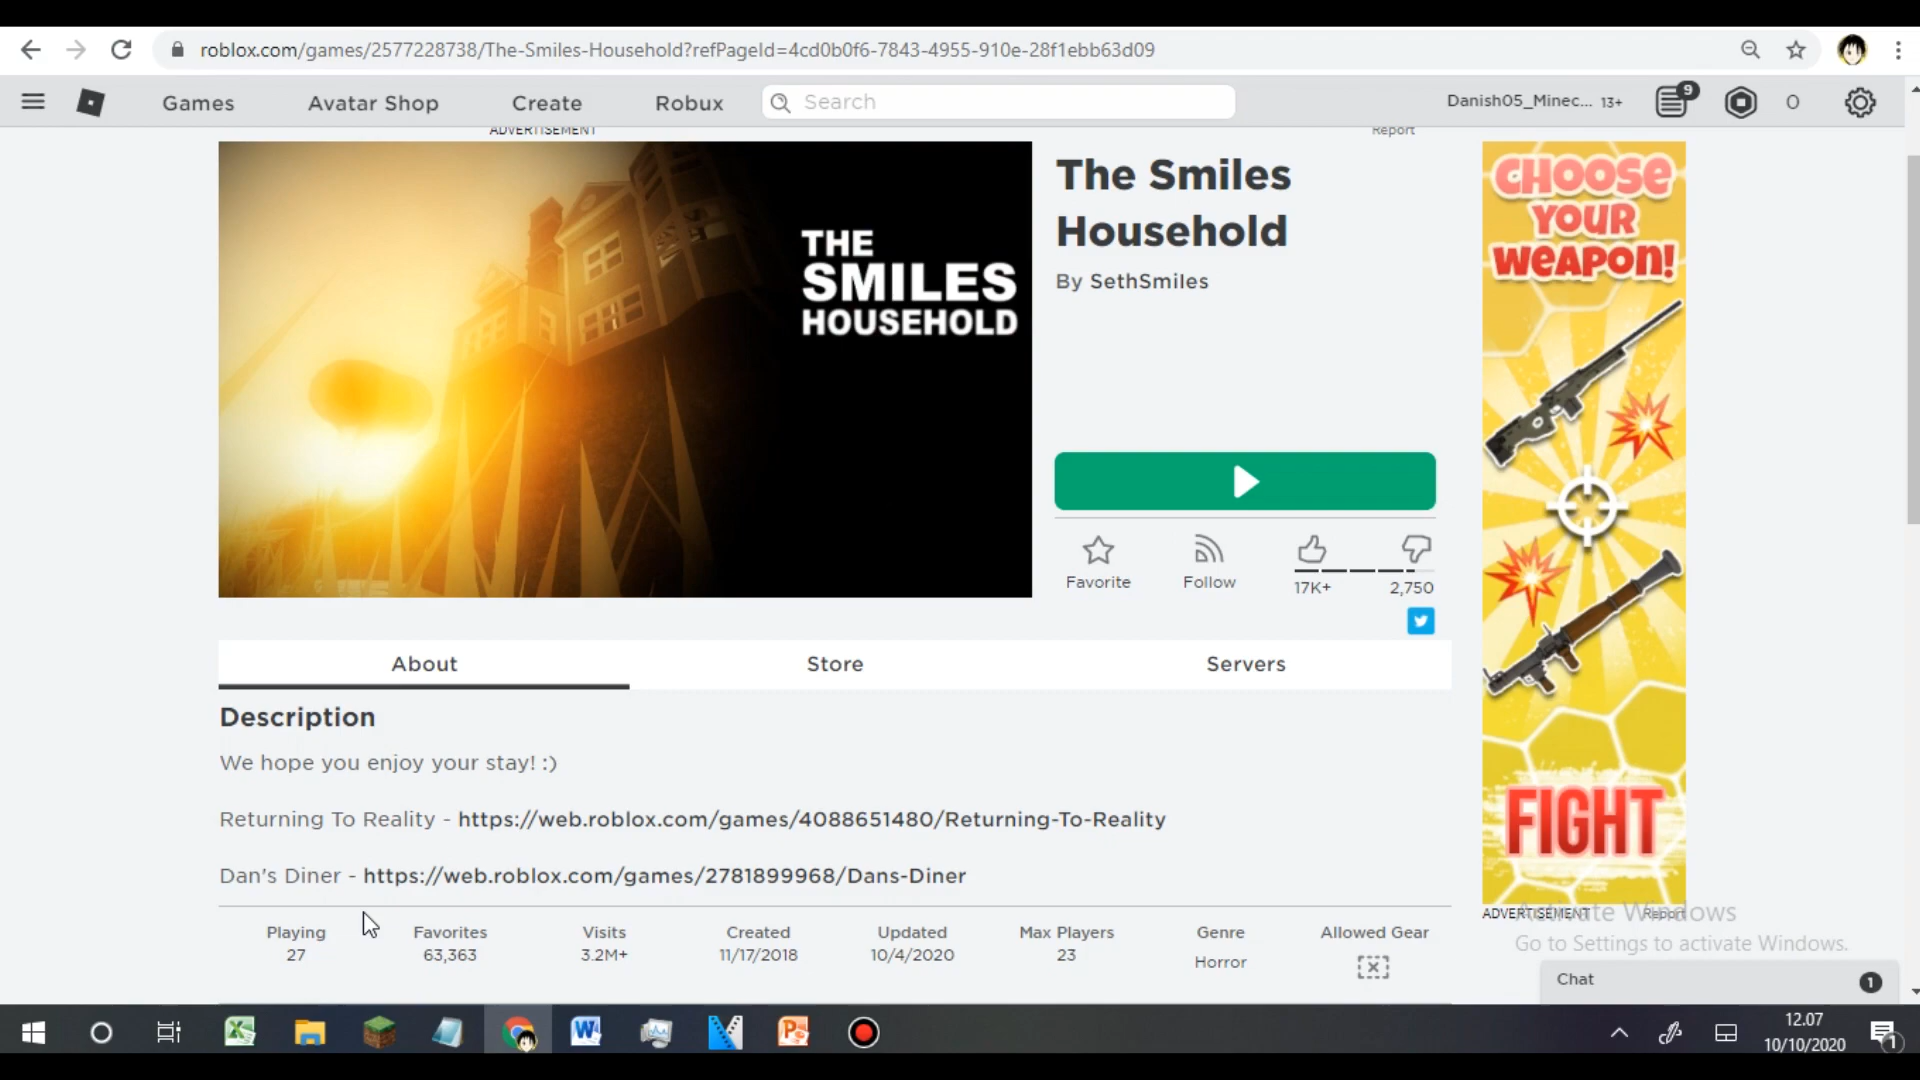 roblox.com/games/2577228738/The-Smiles-Household?refPageId=4cd0b0f6-7843-4955-910e-28f1ebb63d09
Games Avatar Shop Create Robux Search Danish05_Minec... 13+ 9 0
ADVERTISEMENT Report
THE
SMILES
HOUSEHOLD
The Smiles
Household
By SethSmiles
Favorite Follow 17K+ 2,750
CHOOSE
YOUR
WEAPON!
FIGHT
About Store Servers
Description
We hope you enjoy your stay! :)
Returning To Reality - https://web.roblox.com/games/4088651480/Returning-To-Reality
Dan's Diner - https://web.roblox.com/games/2781899968/Dans-Diner
Playing Favorites Visits Created Updated Max Players Genre Allowed Gear
27 63,363 3.2M+ 11/17/2018 10/4/2020 23 Horror
ADVERTISEMENT Report
Activate Windows
Go to Settings to activate Windows.
Chat 1
12.07
10/10/2020
1